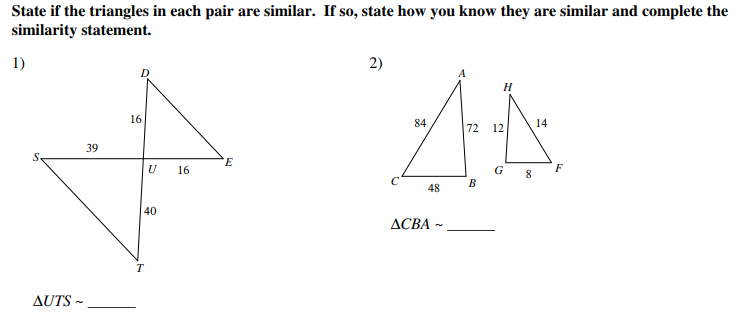 State if the triangles in each pair are similar.  If so, state how you know they are similar and complete the
similarity statement.
1)
D
16
39
S
U
16
E
40
T
ΔUTS ~ ______
2)
A
H
84
72
12
14
C
48
B
G
8
F
ΔCBA ~ ______